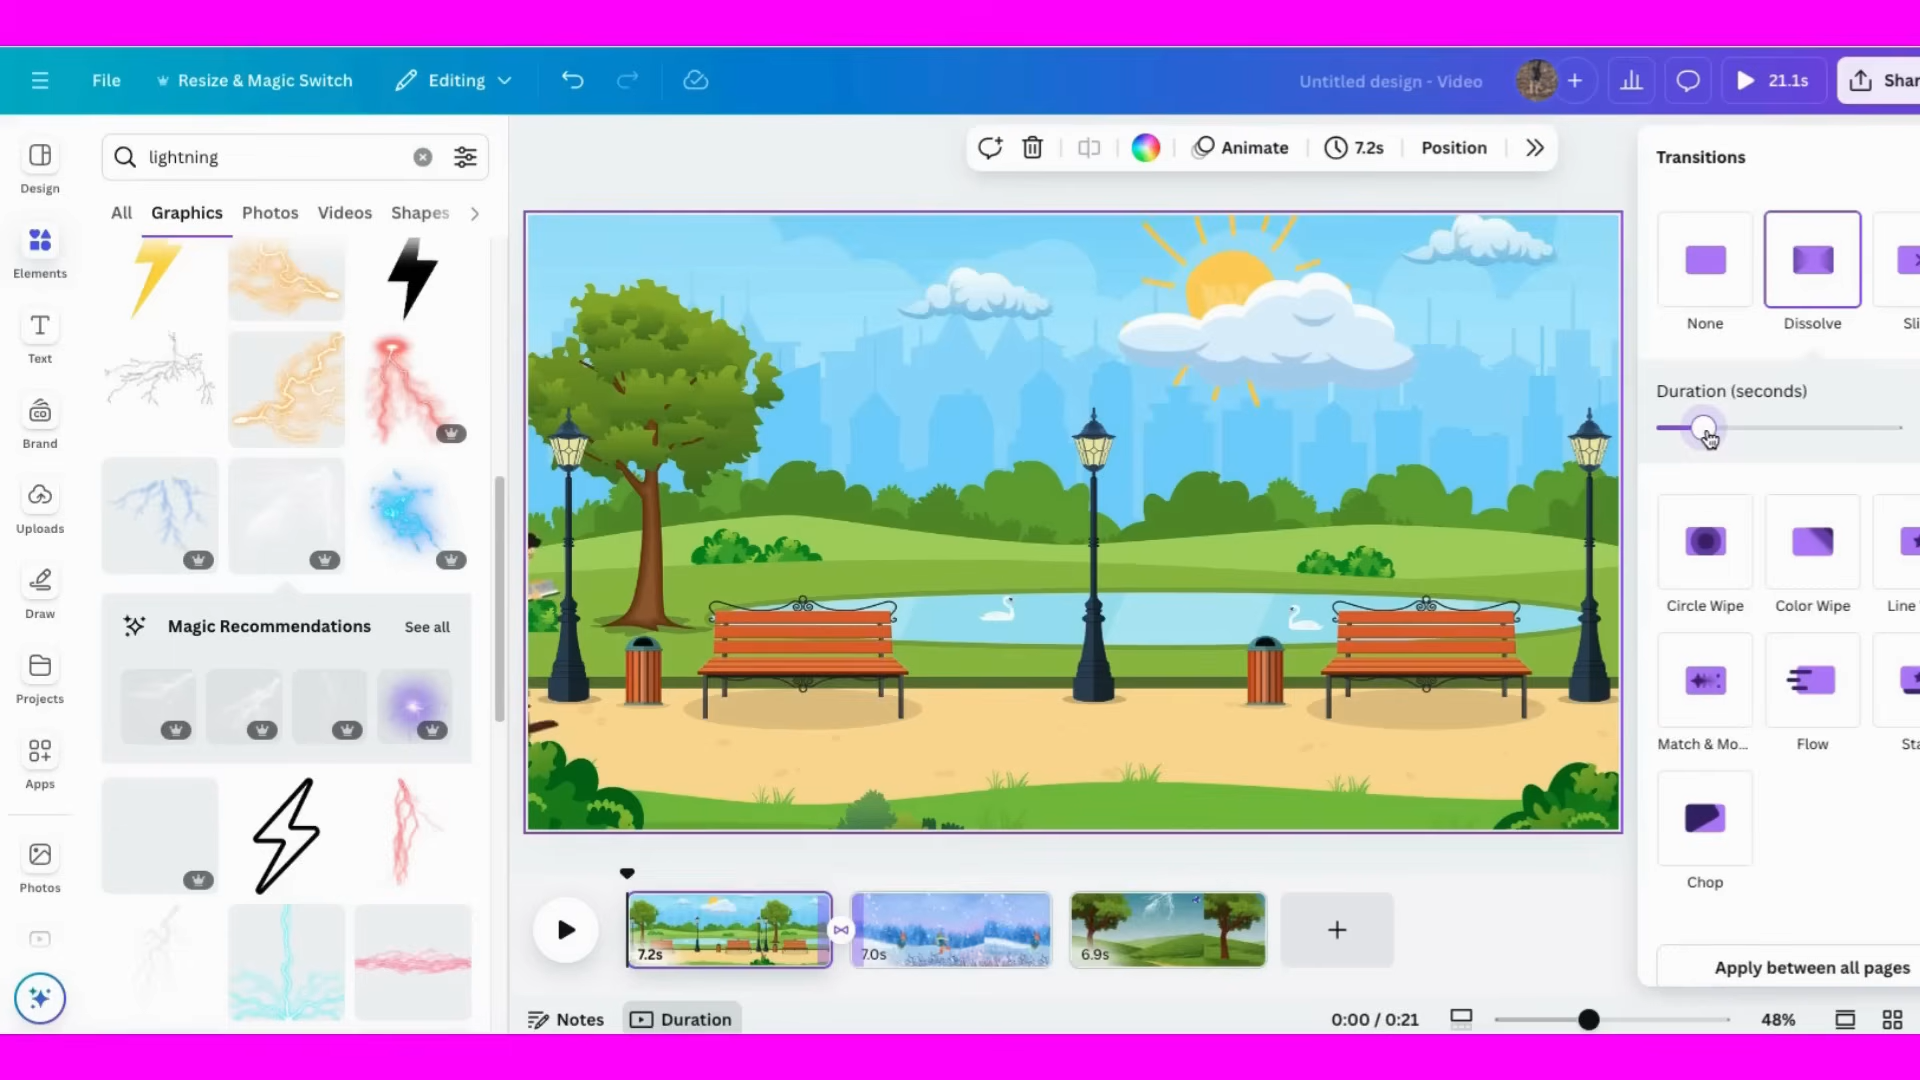 File
Resize & Magic Switch
Editing
Untitled design - Video
21.1s
Shar
Design
Elements
Text
Brand
Uploads
Draw
Projects
Apps
Photos
lightning
All
Graphics
Photos
Videos
Shapes
Magic Recommendations
See all
Animate
7.2s
Position
7.2s
7.0s
6.9s
Notes
Duration
0:00 / 0:21
48%
Transitions
None
Dissolve
Sli
Duration (seconds)
Circle Wipe
Color Wipe
Line
Match & Mo...
Flow
Sta
Chop
Apply between all pages